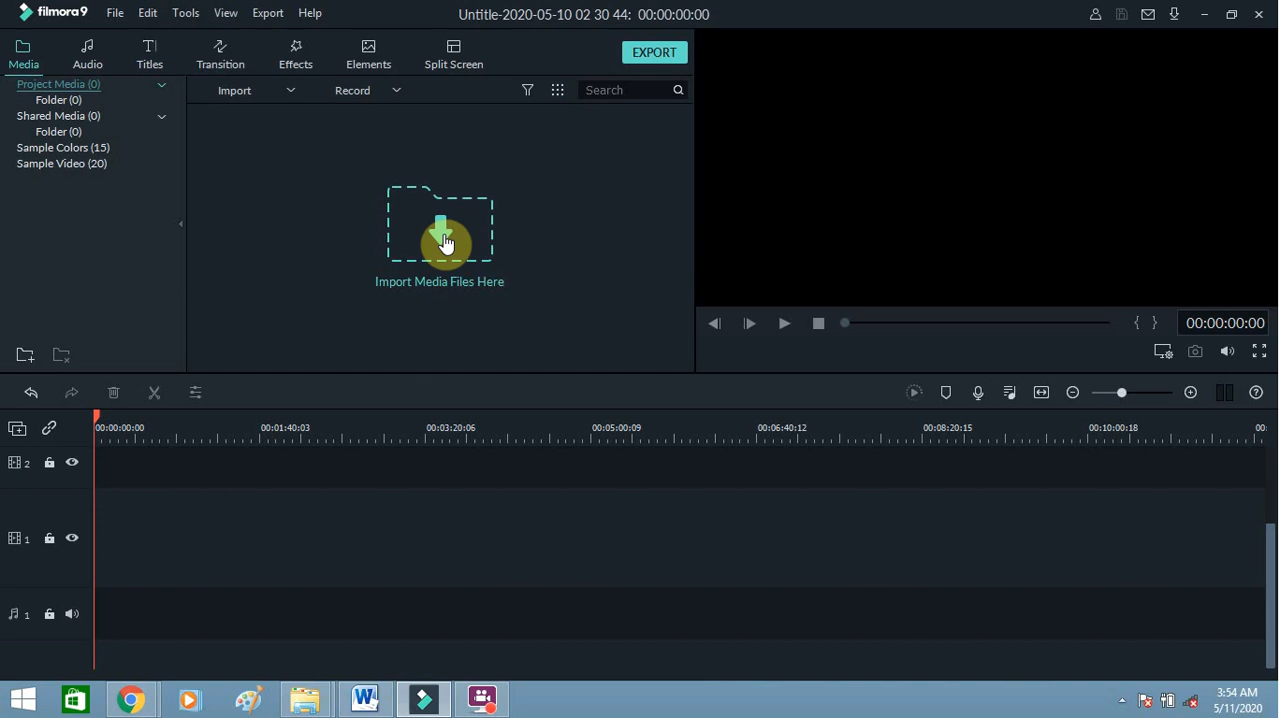 filmora9 File Edit Tools View Export Help Untitle-2020-05-10 02 30 44: 00:00:00:00
Media Audio Titles Transition Effects Elements Split Screen EXPORT
Project Media (0)
Folder (0)
Shared Media (0)
Folder (0)
Sample Colors (15)
Sample Video (20)
Import Record Search
Import Media Files Here
00:00:00:00
00:00:00:00 00:01:40:03 00:03:20:06 00:05:00:09 00:06:40:12 00:08:20:15 00:10:00:18 00:
2
1
1
3:54 AM
5/11/2020